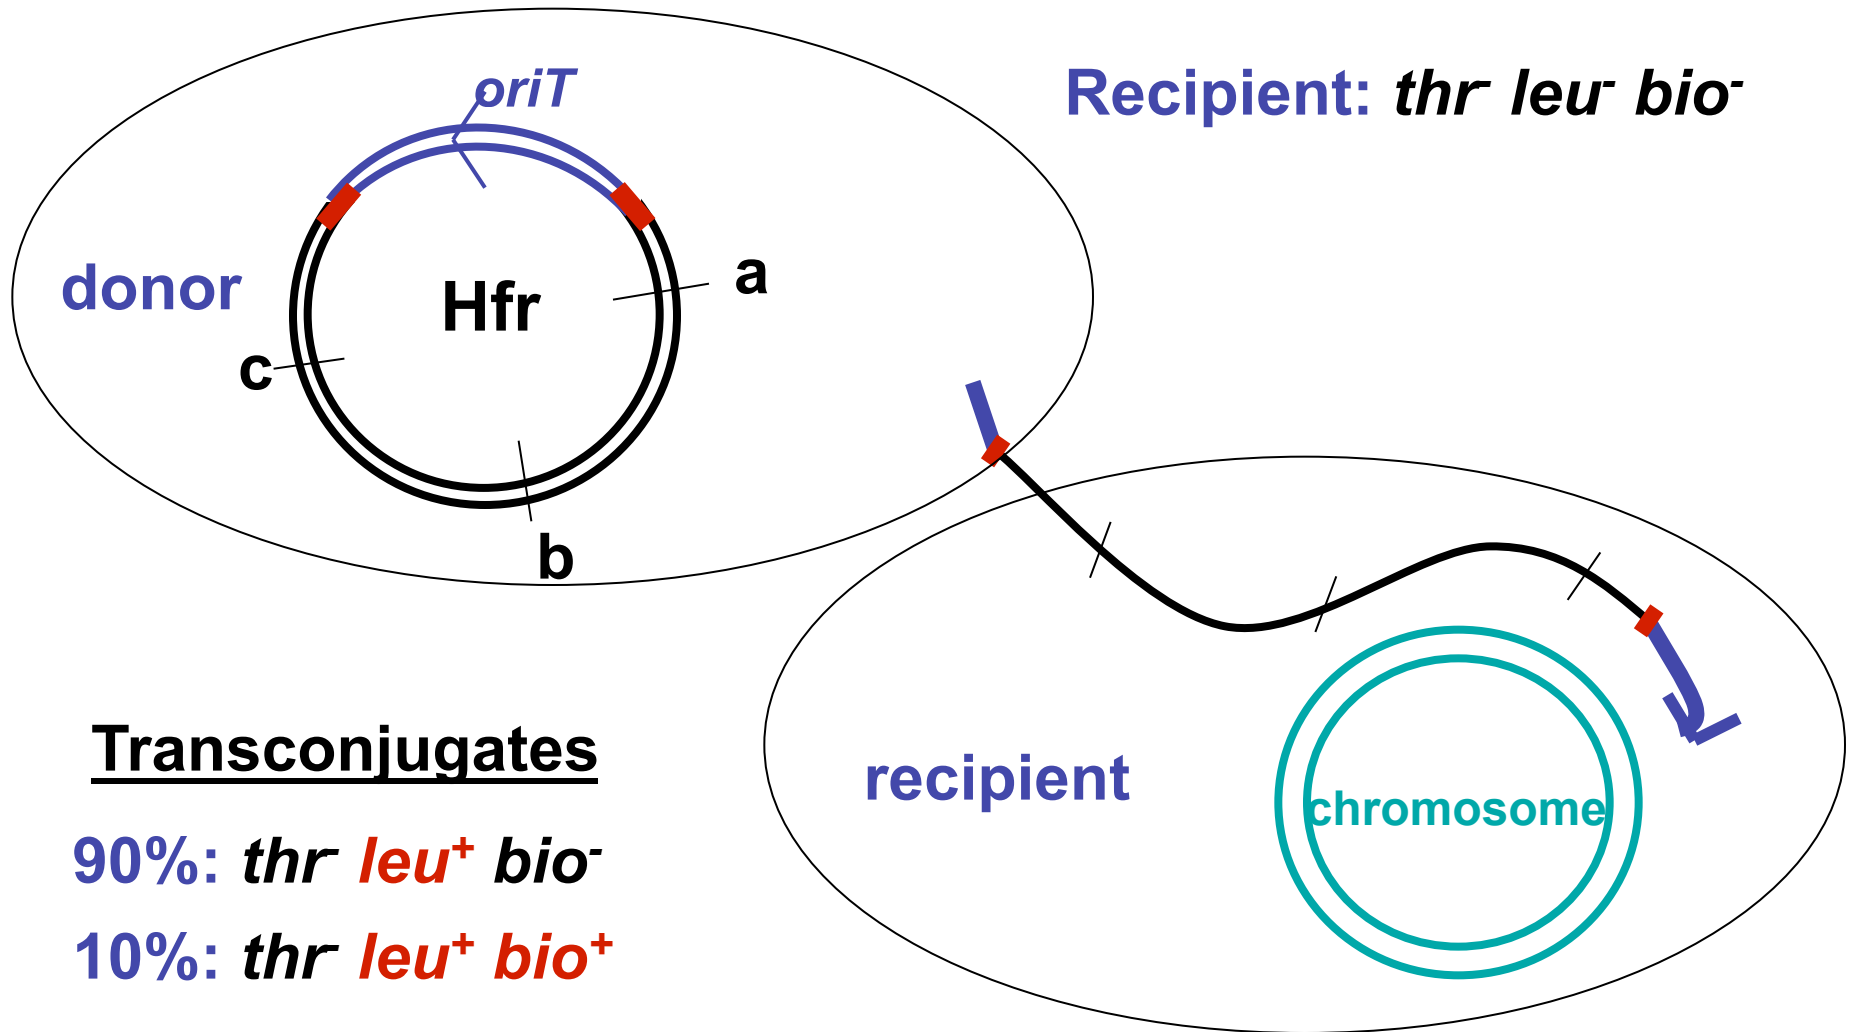 oriT
Recipient: thr- leu- bio-
donor
Hfr
a
c
b
recipient
chromosome
Transconjugates
90%: thr- leu+ bio-
10%: thr- leu+ bio+